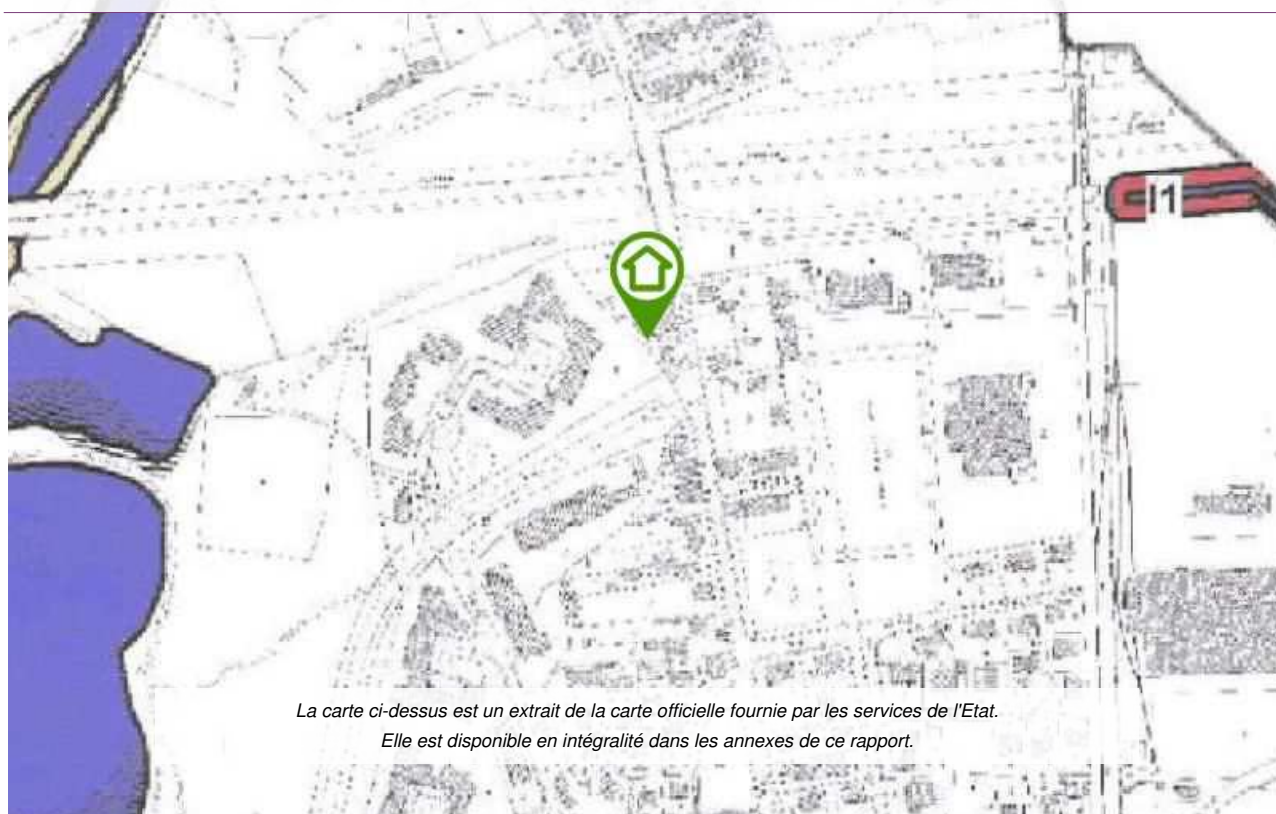 I1
La carte ci-dessus est un extrait de la carte officielle fournie par les services de l'Etat.
Elle est disponible en intégralité dans les annexes de ce rapport.